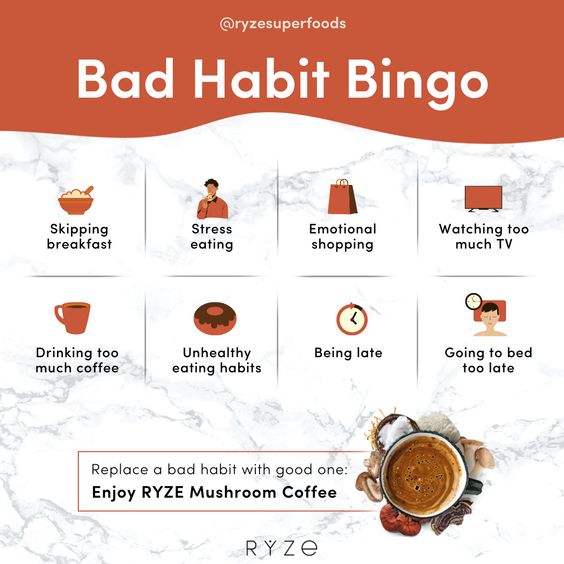 @ryzesuperfoods
Bad Habit Bingo
Skipping
breakfast
Stress
eating
Emotional
shopping
Watching too
much TV
Drinking too
much coffee
Unhealthy
eating habits
Being late
Going to bed
too late
Replace a bad habit with good one:
Enjoy RYZE Mushroom Coffee
RYZE